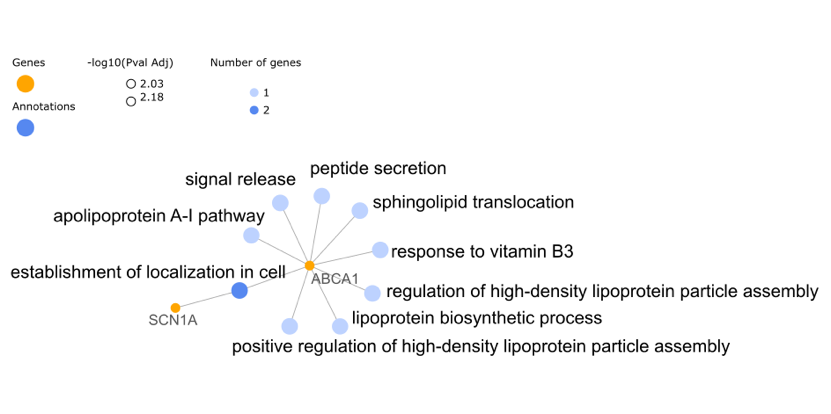 Genes
-log10(Pval Adj)
Number of genes
2.03
2.18
1
2
Annotations
peptide secretion
signal release
sphingolipid translocation
apolipoprotein A-I pathway
response to vitamin B3
establishment of localization in cell
ABCA1
regulation of high-density lipoprotein particle assembly
SCN1A
lipoprotein biosynthetic process
positive regulation of high-density lipoprotein particle assembly